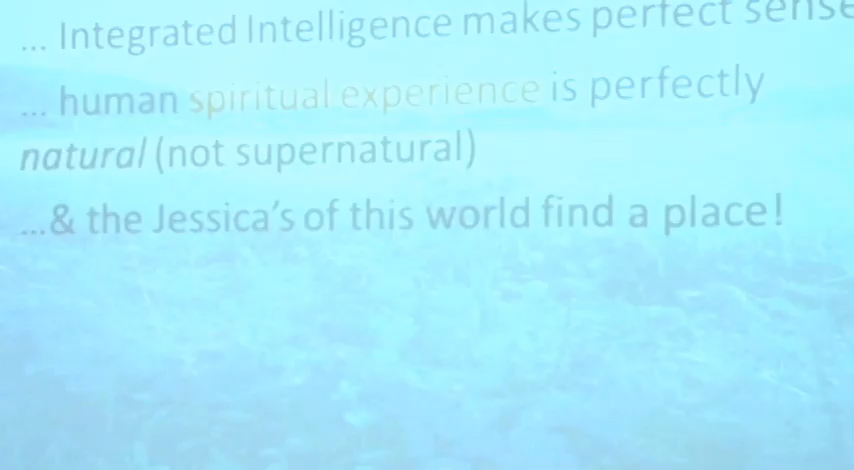 ... Integrated Intelligence makes perfect sense
... human spiritual experience is perfectly
natural (not supernatural)
...& the Jessica's of this world find a place!